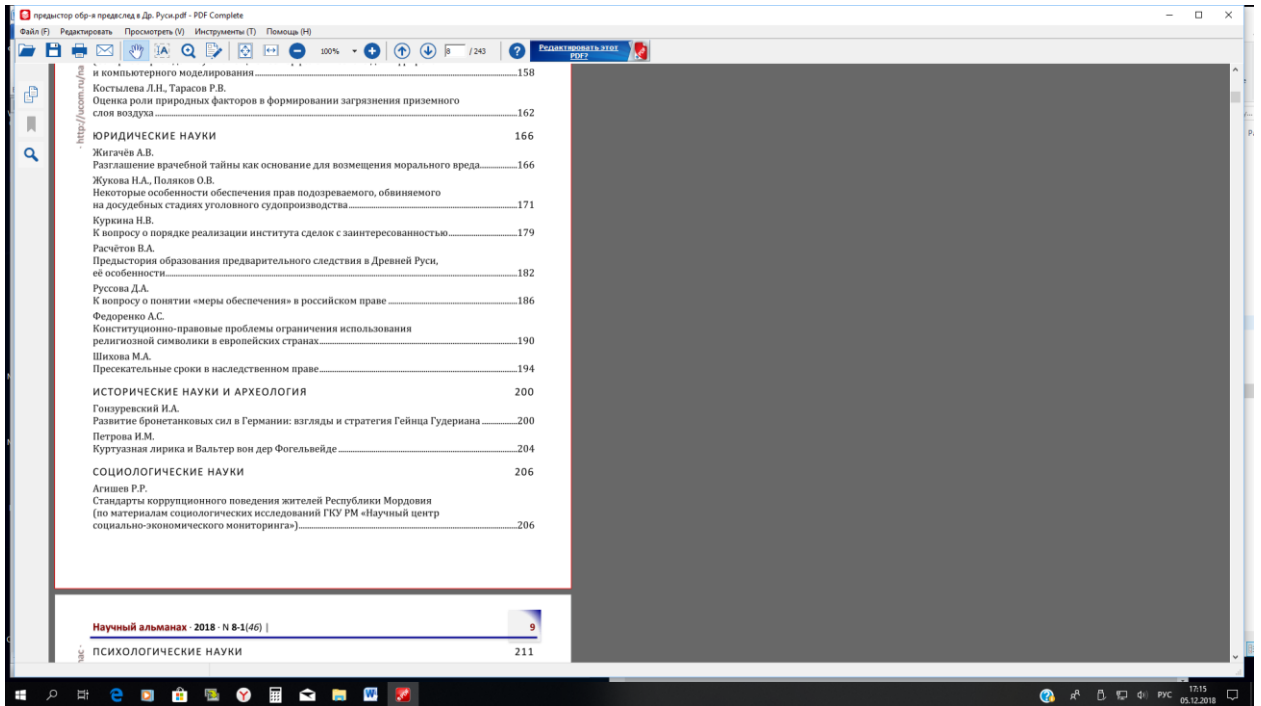 предыстор обр-я предвслед в Др. Руси.pdf - PDF Complete
Файл (F) Редактировать Просмотреть (V) Инструменты (T) Помощь (H)
100% 8 / 243 Редактировать этот PDF?
и компьютерного моделирования 158
Костылева Л.Н., Тарасов Р.В.
Оценка роли природных факторов в формировании загрязнения приземного
слоя воздуха 162
ЮРИДИЧЕСКИЕ НАУКИ 166
Жигачёв А.В.
Разглашение врачебной тайны как основание для возмещения морального вреда 166
Жукова Н.А., Поляков О.В.
Некоторые особенности обеспечения прав подозреваемого, обвиняемого
на досудебных стадиях уголовного судопроизводства 171
Куркина Н.В.
К вопросу о порядке реализации института сделок с заинтересованностью 179
Расчётов В.А.
Предыстория образования предварительного следствия в Древней Руси,
её особенности 182
Руссова Д.А.
К вопросу о понятии «меры обеспечения» в российском праве 186
Федоренко А.С.
Конституционно-правовые проблемы ограничения использования
религиозной символики в европейских странах 190
Шихова М.А.
Пресекательные сроки в наследственном праве 194
ИСТОРИЧЕСКИЕ НАУКИ И АРХЕОЛОГИЯ 200
Гонзуревский И.А.
Развитие бронетанковых сил в Германии: взгляды и стратегия Гейнца Гудериана 200
Петрова И.М.
Куртуазная лирика и Вальтер вон дер Фогельвейде 204
СОЦИОЛОГИЧЕСКИЕ НАУКИ 206
Агишев Р.Р.
Стандарты коррупционного поведения жителей Республики Мордовия
(по материалам социологических исследований ГКУ РМ «Научный центр
социально-экономического мониторинга») 206
· http://ucom.ru/na
Научный альманах · 2018 · N 8-1(46) | 9
ПСИХОЛОГИЧЕСКИЕ НАУКИ 211
РУС 17:15
05.12.2018